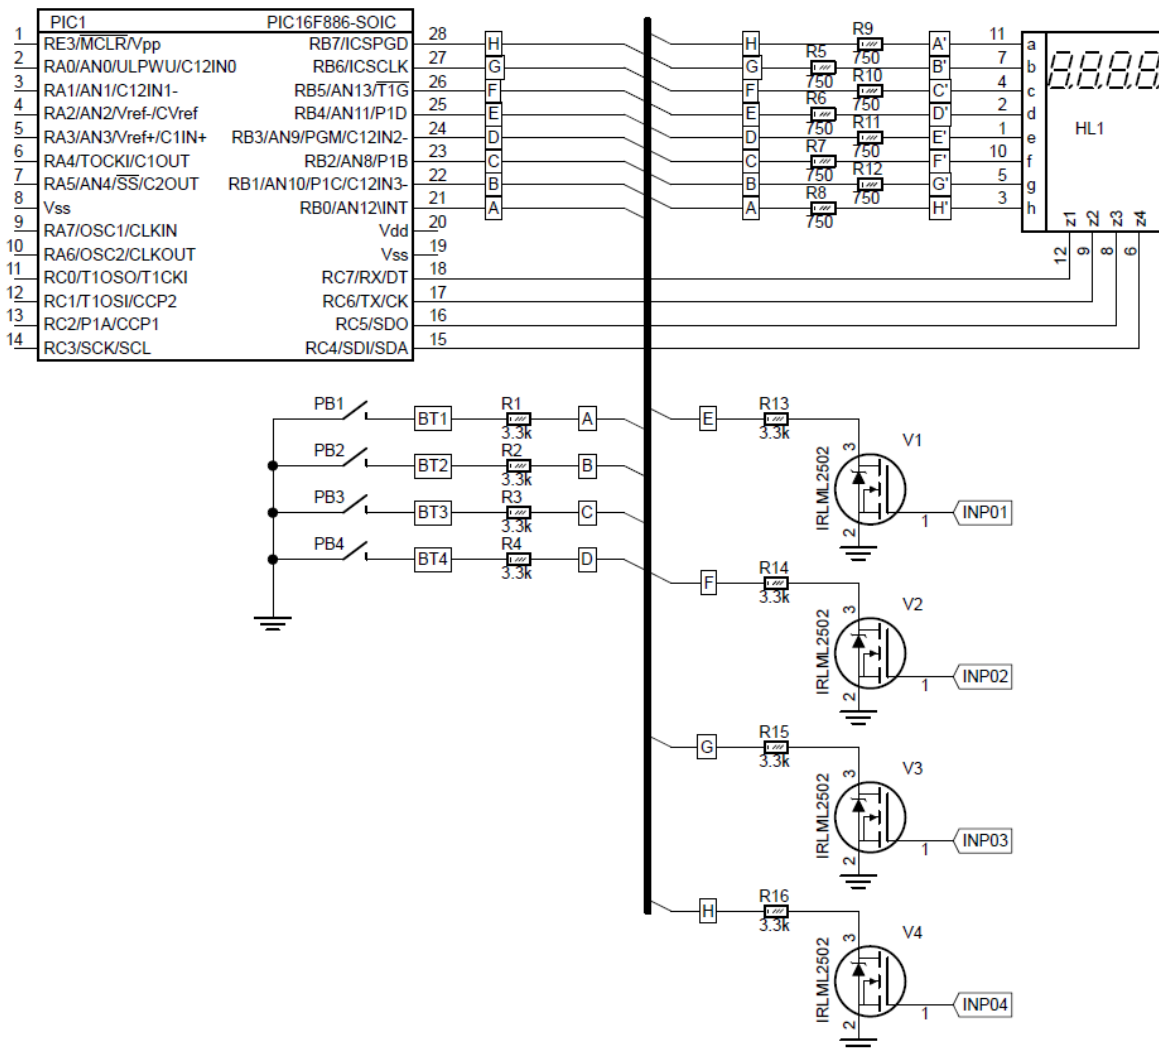 PIC1 PIC16F886-SOIC
1 RE3/MCLR/Vpp RB7/ICSPGD 28 H
2 RA0/AN0/ULPWU/C12IN0 RB6/ICSCLK 27 G
3 RA1/AN1/C12IN1- RB5/AN13/T1G 26 F
4 RA2/AN2/Vref-/CVref RB4/AN11/P1D 25 E
5 RA3/AN3/Vref+/C1IN+ RB3/AN9/PGM/C12IN2- 24 D
6 RA4/TOCKI/C1OUT RB2/AN8/P1B 23 C
7 RA5/AN4/SS/C2OUT RB1/AN10/P1C/C12IN3- 22 B
8 Vss RB0/AN12\INT 21 A
9 RA7/OSC1/CLKIN Vdd 20
10 RA6/OSC2/CLKOUT Vss 19
11 RC0/T1OSO/T1CKI RC7/RX/DT 18
12 RC1/T1OSI/CCP2 RC6/TX/CK 17
13 RC2/P1A/CCP1 RC5/SDO 16
14 RC3/SCK/SCL RC4/SDI/SDA 15
H R9 750 A' 11 a
G R5 750 B' 7 b
F R10 750 C' 4 c
E R6 750 D' 2 d
D R11 750 E' 1 e
C R7 750 F' 10 f
B R12 750 G' 5 g
A R8 750 H' 3 h
8.8.8.8
HL1
z1 z2 z3 z4
12 9 8 6
PB1 BT1 R1 3.3k A
PB2 BT2 R2 3.3k B
PB3 BT3 R3 3.3k C
PB4 BT4 R4 3.3k D
E R13 3.3k
IRLML2502 3 V1
2 1 INP01
F R14 3.3k
IRLML2502 3 V2
2 1 INP02
G R15 3.3k
IRLML2502 3 V3
2 1 INP03
H R16 3.3k
IRLML2502 3 V4
2 1 INP04